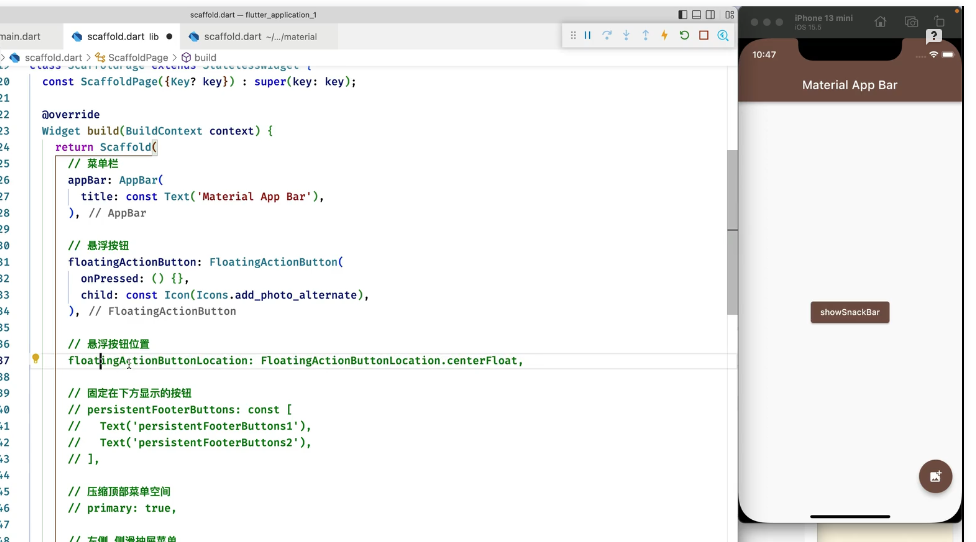 scaffold.dart — flutter_application_1
main.dart
scaffold.dart lib
scaffold.dart ~/.../material
scaffold.dart > ScaffoldPage > build
class ScaffoldPage extends StatelessWidget {
20 const ScaffoldPage({Key? key}) : super(key: key);
21
22 @override
23 Widget build(BuildContext context) {
24 return Scaffold(
25 // 菜单栏
26 appBar: AppBar(
27 title: const Text('Material App Bar'),
28 ), // AppBar
29
30 // 悬浮按钮
31 floatingActionButton: FloatingActionButton(
32 onPressed: () {},
33 child: const Icon(Icons.add_photo_alternate),
34 ), // FloatingActionButton
35
36 // 悬浮按钮位置
37 floatingActionButtonLocation: FloatingActionButtonLocation.centerFloat,
38
39 // 固定在下方显示的按钮
40 // persistentFooterButtons: const [
41 // Text('persistentFooterButtons1'),
42 // Text('persistentFooterButtons2'),
43 // ],
44
45 // 压缩顶部菜单空间
46 // primary: true,
47
48 // 左侧 侧滑抽屉菜单
iPhone 13 mini
iOS 15.5
?
10:47
Material App Bar
showSnackBar